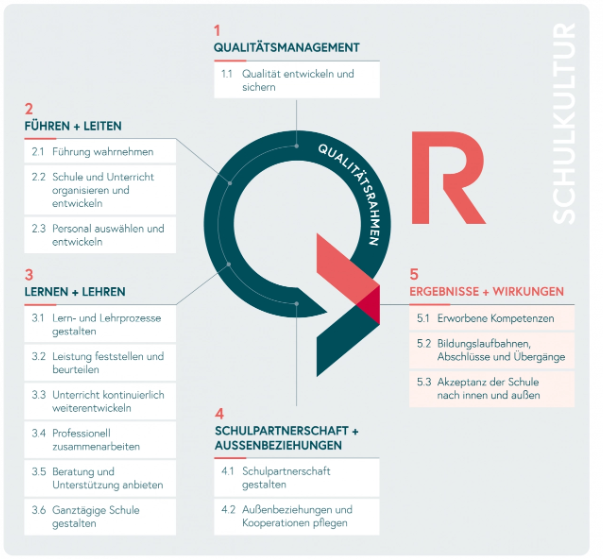 SCHULKULTUR
1
QUALITÄTSMANAGEMENT
1.1 Qualität entwickeln und
sichern
2
FÜHREN + LEITEN
2.1 Führung wahrnehmen
2.2 Schule und Unterricht
organisieren und
entwickeln
2.3 Personal auswählen und
entwickeln
QUALITÄTSRAHMEN
R
3
LERNEN + LEHREN
3.1 Lern- und Lehrprozesse
gestalten
3.2 Leistung feststellen und
beurteilen
3.3 Unterricht kontinuierlich
weiterentwickeln
3.4 Professionell
zusammenarbeiten
3.5 Beratung und
Unterstützung anbieten
3.6 Ganztägige Schule
gestalten
4
SCHULPARTNERSCHAFT +
AUSSENBEZIEHUNGEN
4.1 Schulpartnerschaft
gestalten
4.2 Außenbeziehungen und
Kooperationen pflegen
5
ERGEBNISSE + WIRKUNGEN
5.1 Erworbene Kompetenzen
5.2 Bildungslaufbahnen,
Abschlüsse und Übergänge
5.3 Akzeptanz der Schule
nach innen und außen